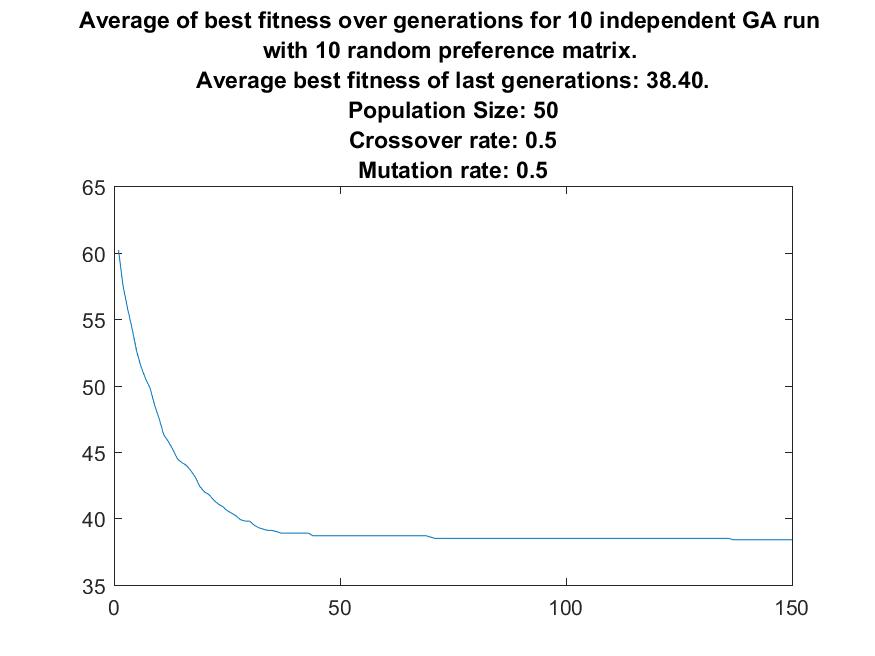 Average of best fitness over generations for 10 independent GA run
with 10 random preference matrix.
Average best fitness of last generations: 38.40.
Population Size: 50
Crossover rate: 0.5
Mutation rate: 0.5
65
60
55
50
45
40
35
0 50 100 150